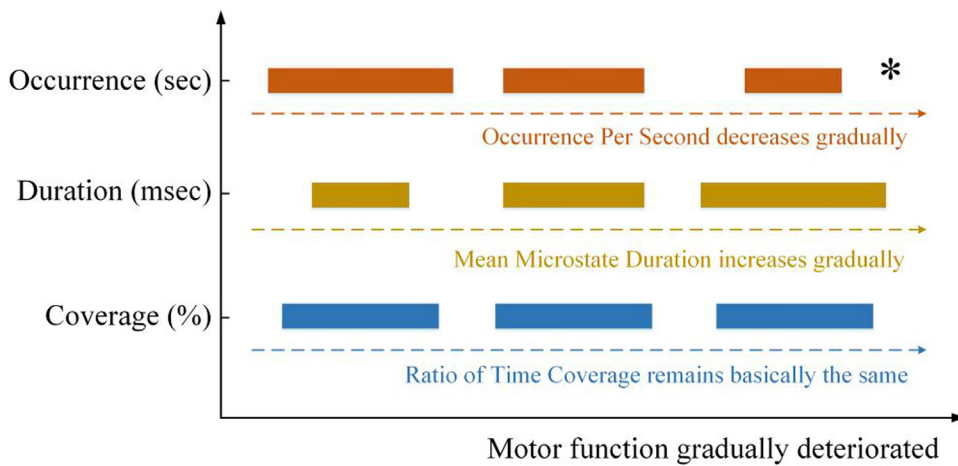 Occurrence (sec)
*
Occurrence Per Second decreases gradually
Duration (msec)
Mean Microstate Duration increases gradually
Coverage (%)
Ratio of Time Coverage remains basically the same
Motor function gradually deteriorated